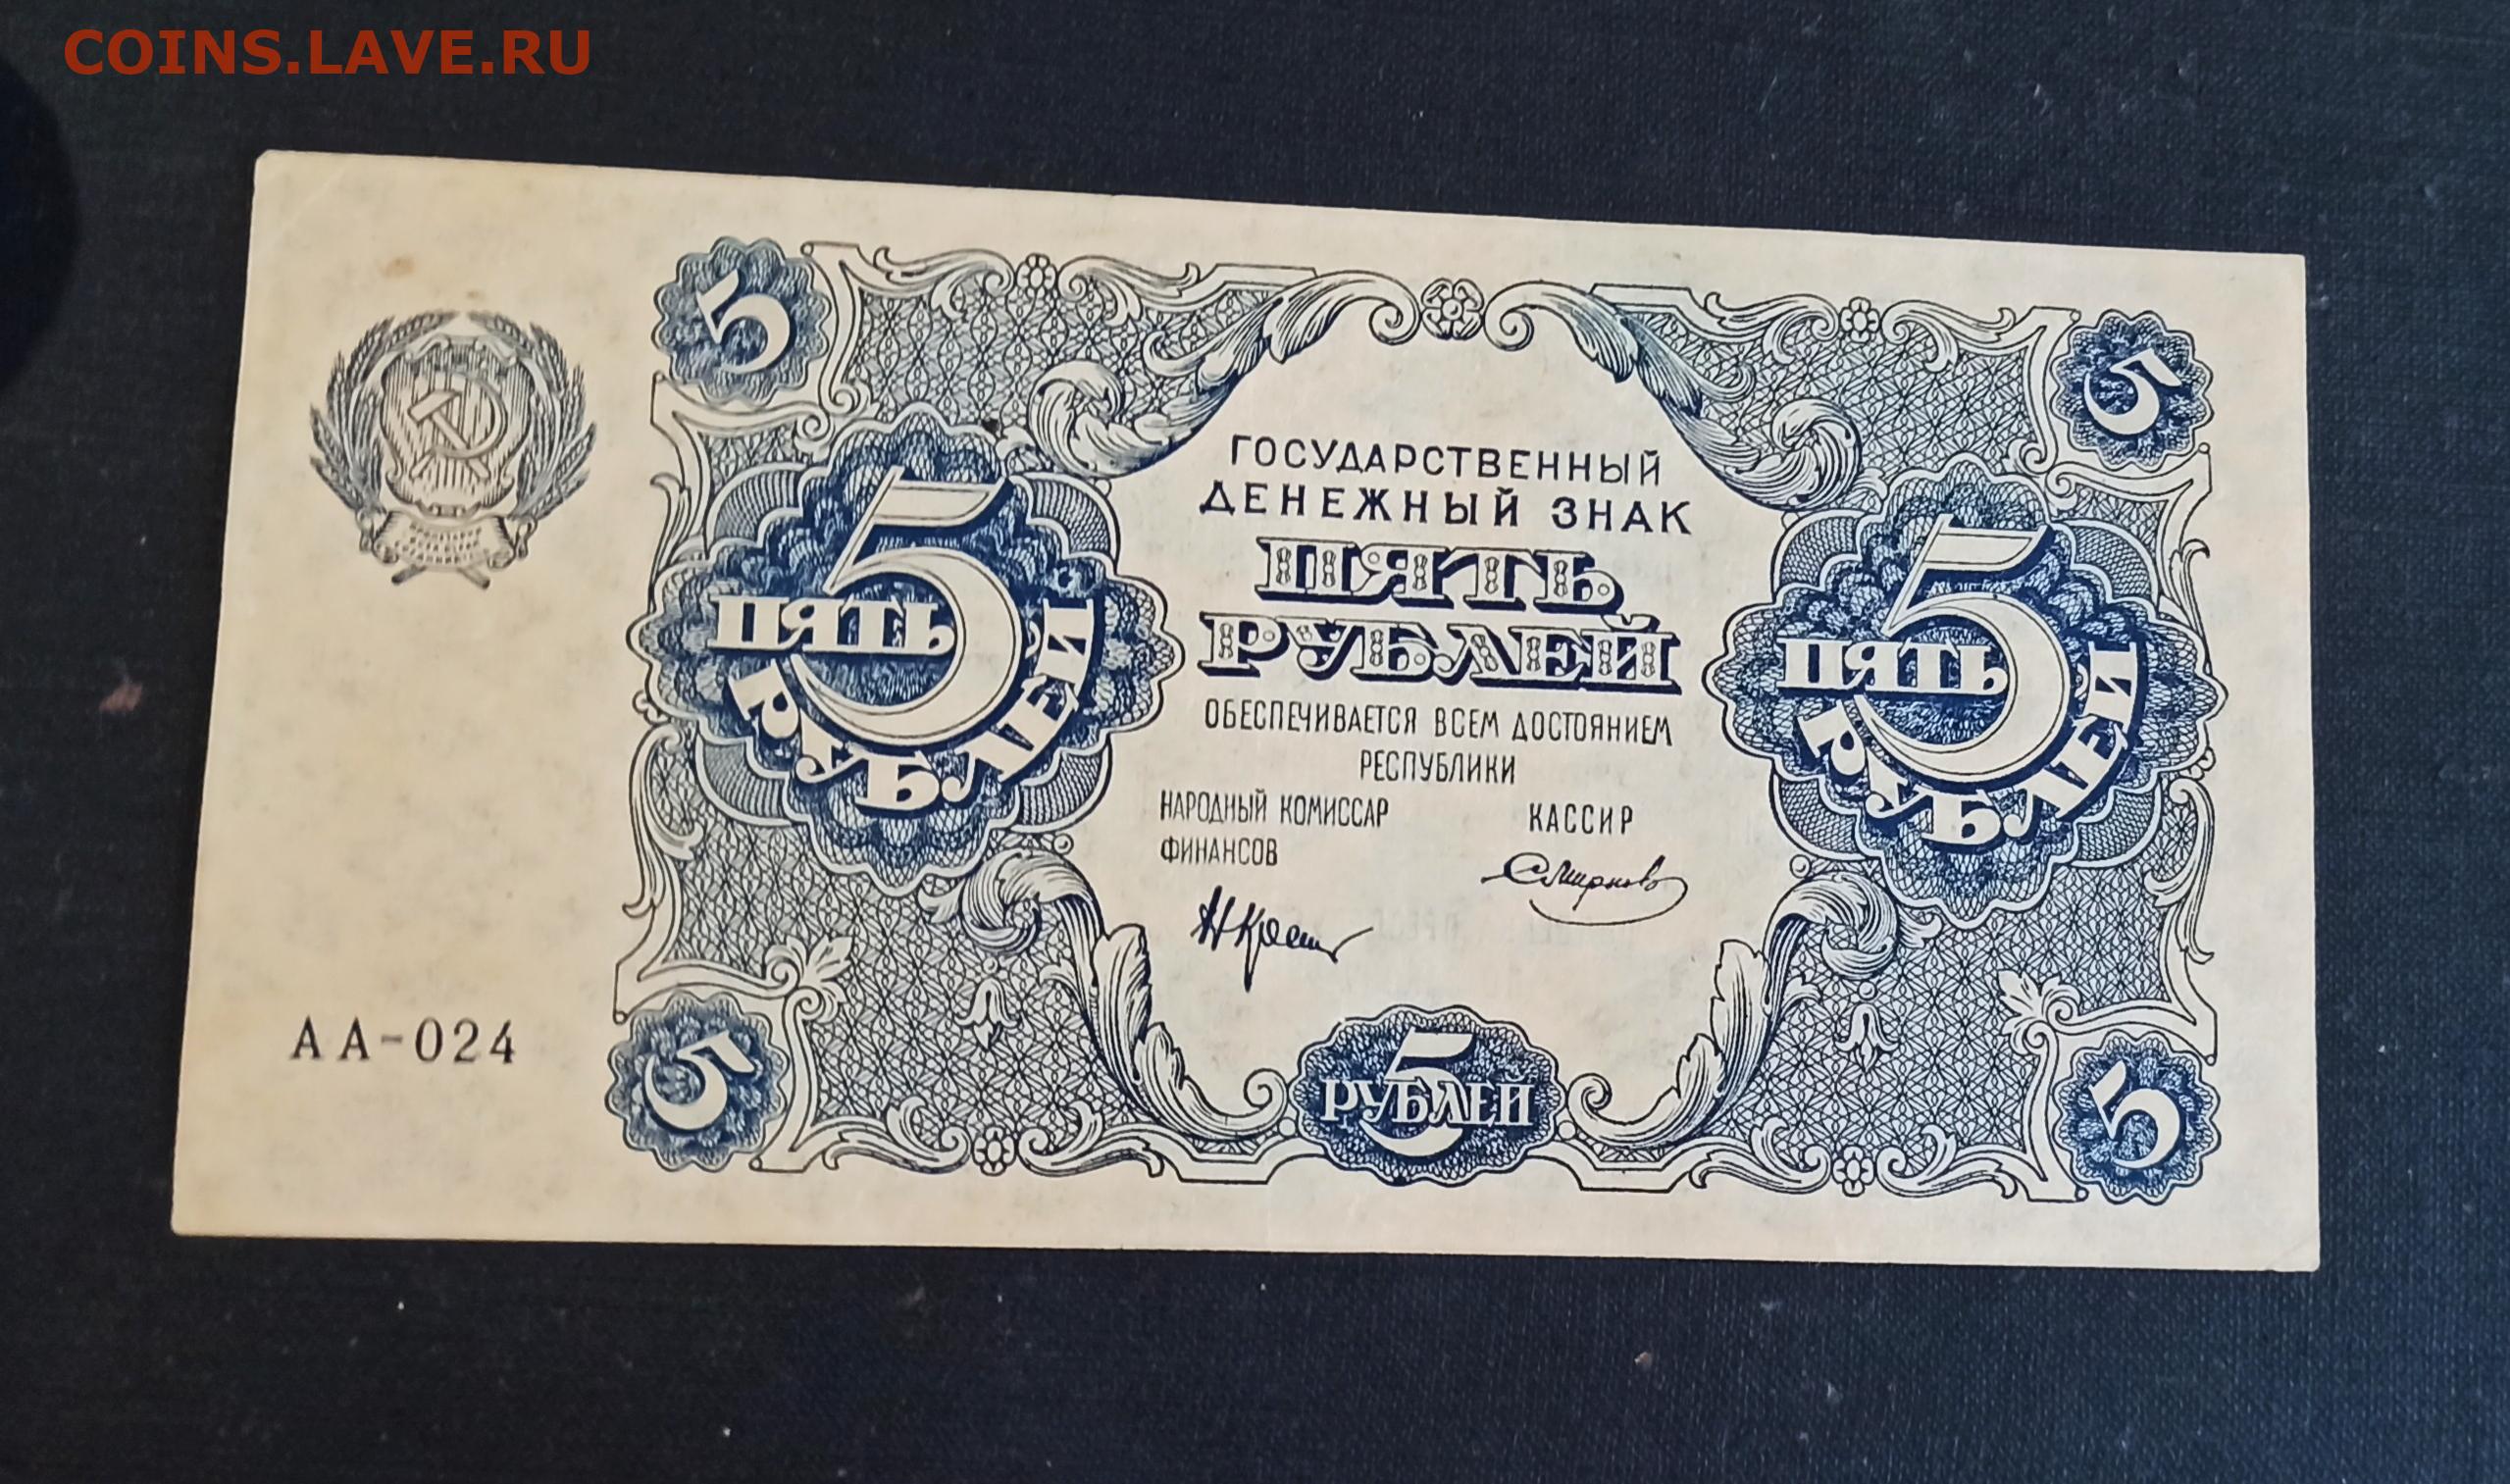 COINS.LAVE.RU
5
5
5 ПЯТЬ РУБЛЕЙ
ГОСУДАРСТВЕННЫЙ
ДЕНЕЖНЫЙ ЗНАК
ПЯТЬ
РУБЛЕЙ
ОБЕСПЕЧИВАЕТСЯ ВСЕМ ДОСТОЯНИЕМ
РЕСПУБЛИКИ
НАРОДНЫЙ КОМИССАР
ФИНАНСОВ
КАССИР
Смирнов
5 ПЯТЬ РУБЛЕЙ
АА-024
5
5 РУБЛЕЙ
5